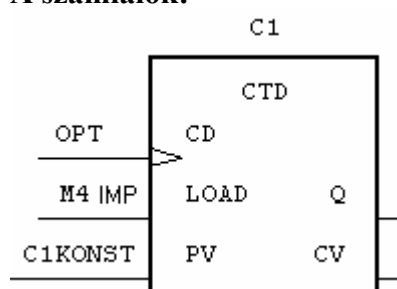 A számlálók:
C1
CTD
OPT CD
M4 IMP LOAD Q
C1KONST PV CV